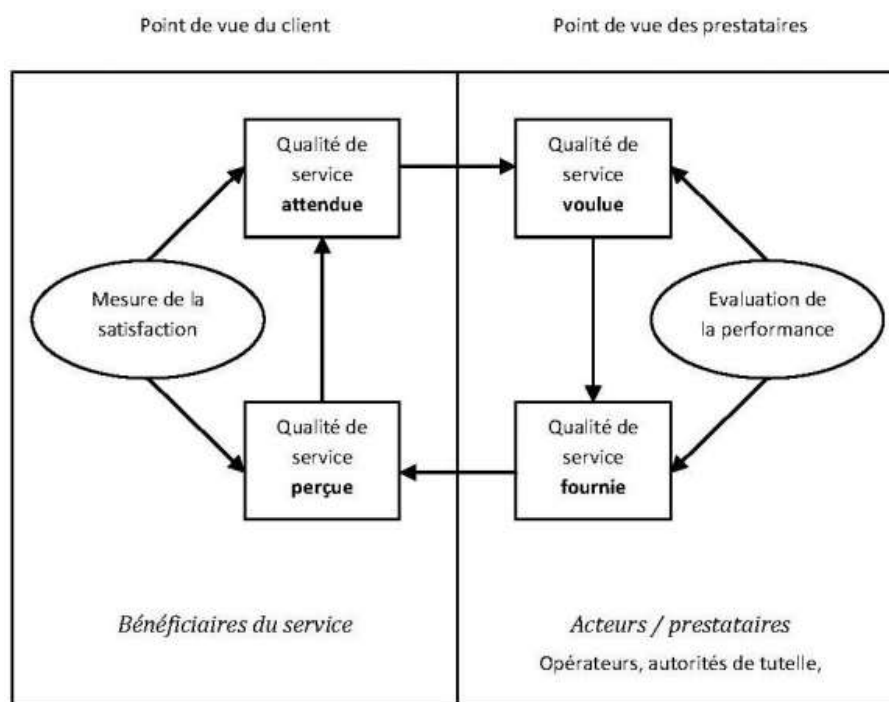 Point de vue du client
Point de vue des prestataires
Qualité de
service
attendue
Qualité de
service
voulue
Mesure de la
satisfaction
Evaluation de
la performance
Qualité de
service
perçue
Qualité de
service
fournie
Bénéficiaires du service
Acteurs / prestataires
Opérateurs, autorités de tutelle,